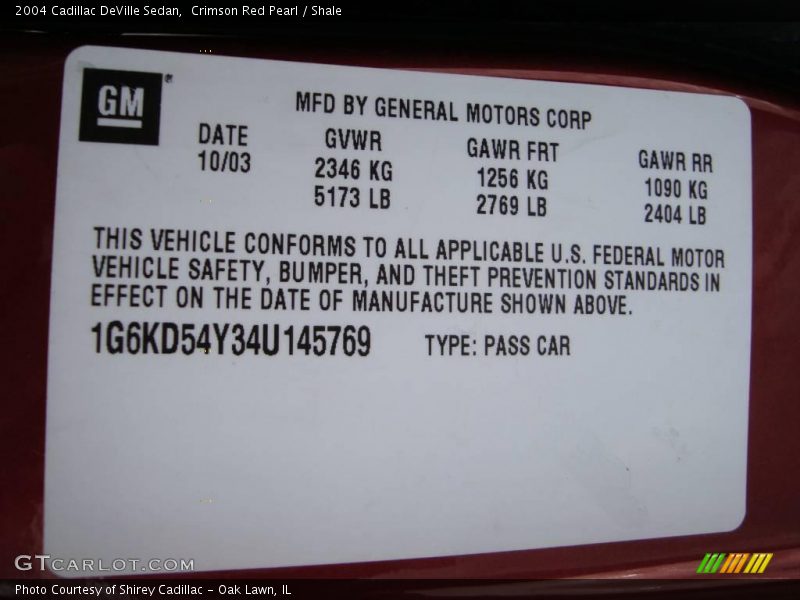 2004 Cadillac DeVille Sedan, Crimson Red Pearl / Shale
GM
MFD BY GENERAL MOTORS CORP
DATE GVWR GAWR FRT GAWR RR
10/03 2346 KG 1256 KG 1090 KG
5173 LB 2769 LB 2404 LB
THIS VEHICLE CONFORMS TO ALL APPLICABLE U.S. FEDERAL MOTOR
VEHICLE SAFETY, BUMPER, AND THEFT PREVENTION STANDARDS IN
EFFECT ON THE DATE OF MANUFACTURE SHOWN ABOVE.
1G6KD54Y34U145769 TYPE: PASS CAR
GTCARLOT.COM
Photo Courtesy of Shirey Cadillac - Oak Lawn, IL